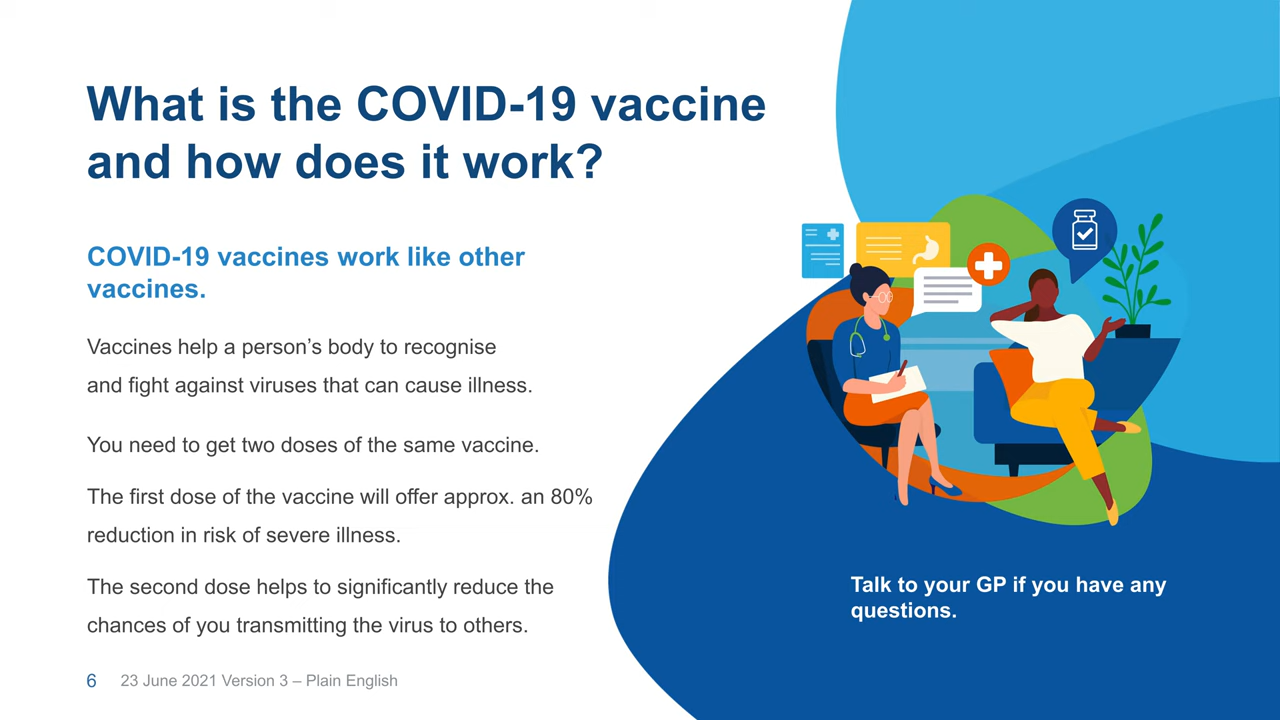 What is the COVID-19 vaccine
and how does it work?
COVID-19 vaccines work like other
vaccines.
Vaccines help a person’s body to recognise
and fight against viruses that can cause illness.
You need to get two doses of the same vaccine.
The first dose of the vaccine will offer approx. an 80%
reduction in risk of severe illness.
The second dose helps to significantly reduce the
chances of you transmitting the virus to others.
Talk to your GP if you have any
questions.
6 23 June 2021 Version 3 – Plain English